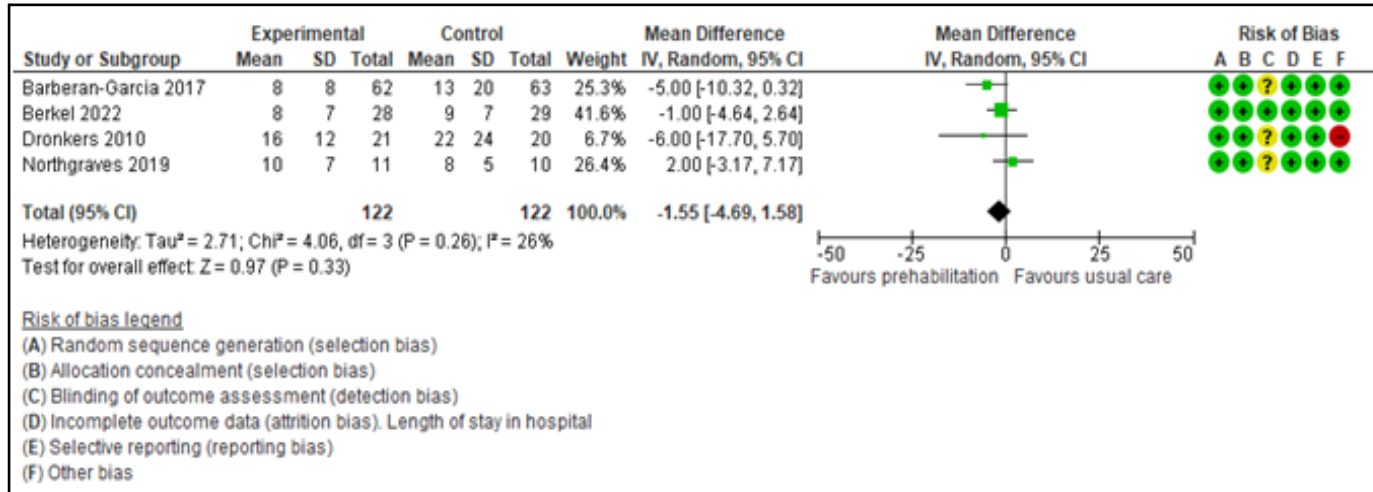 Experimental Control Mean Difference Mean Difference Risk of Bias
Study or Subgroup Mean SD Total Mean SD Total Weight IV, Random, 95% CI IV, Random, 95% CI A B C D E F
Barberan-Garcia 2017 8 8 62 13 20 63 25.3% -5.00 [-10.32, 0.32] + + ? + + +
Berkel 2022 8 7 28 9 7 29 41.6% -1.00 [-4.64, 2.64] + + + + + +
Dronkers 2010 16 12 21 22 24 20 6.7% -6.00 [-17.70, 5.70] + + ? + + -
Northgraves 2019 10 7 11 8 5 10 26.4% 2.00 [-3.17, 7.17] + + ? + + +
Total (95% CI) 122 122 100.0% -1.55 [-4.69, 1.58]
Heterogeneity: Tau² = 2.71; Chi² = 4.06, df = 3 (P = 0.26); I² = 26%
Test for overall effect: Z = 0.97 (P = 0.33)
-50 -25 0 25 50
Favours prehabilitation Favours usual care
Risk of bias legend
(A) Random sequence generation (selection bias)
(B) Allocation concealment (selection bias)
(C) Blinding of outcome assessment (detection bias)
(D) Incomplete outcome data (attrition bias). Length of stay in hospital
(E) Selective reporting (reporting bias)
(F) Other bias